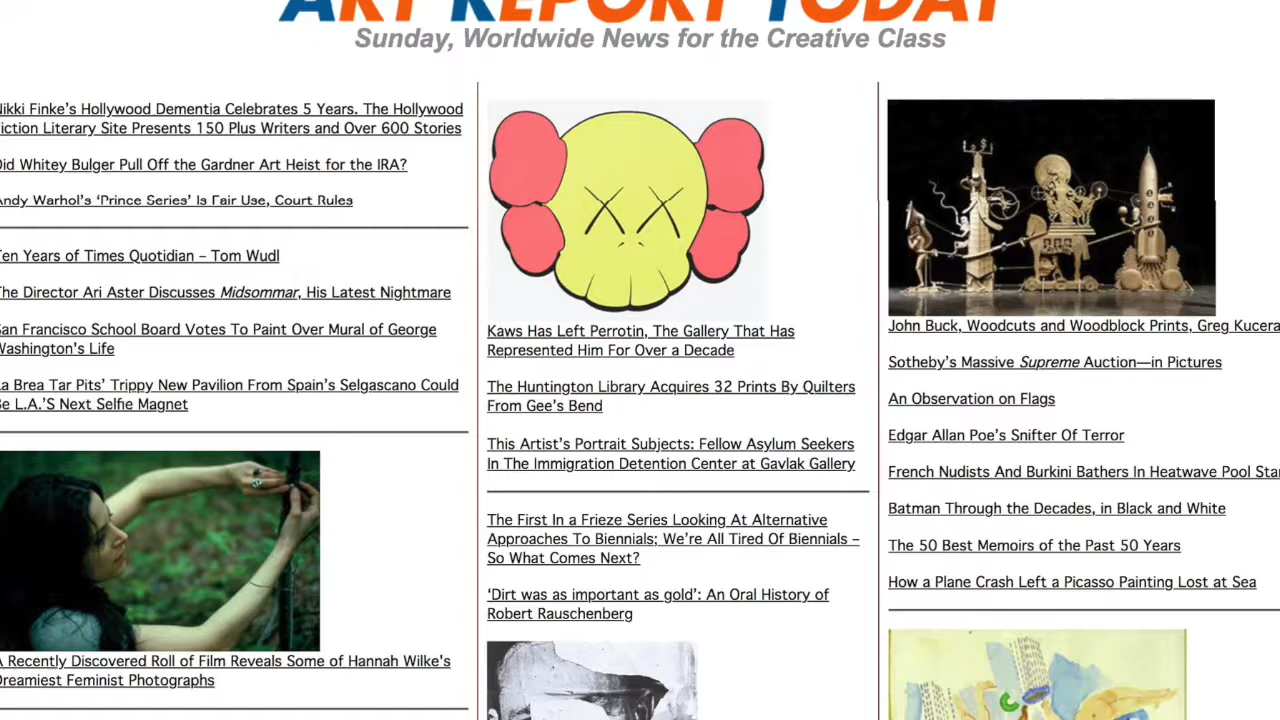 ART REPORT TODAY
Sunday, Worldwide News for the Creative Class
Nikki Finke's Hollywood Dementia Celebrates 5 Years. The Hollywood
Fiction Literary Site Presents 150 Plus Writers and Over 600 Stories
Did Whitey Bulger Pull Off the Gardner Art Heist for the IRA?
Andy Warhol's ‘Prince Series’ Is Fair Use, Court Rules
Ten Years of Times Quotidian – Tom Wudl
The Director Ari Aster Discusses Midsommar, His Latest Nightmare
San Francisco School Board Votes To Paint Over Mural of George
Washington's Life
La Brea Tar Pits’ Trippy New Pavilion From Spain's Selgascano Could
Be L.A.'S Next Selfie Magnet
A Recently Discovered Roll of Film Reveals Some of Hannah Wilke's
Dreamiest Feminist Photographs
Kaws Has Left Perrotin, The Gallery That Has
Represented Him For Over a Decade
The Huntington Library Acquires 32 Prints By Quilters
From Gee's Bend
This Artist's Portrait Subjects: Fellow Asylum Seekers
In The Immigration Detention Center at Gavlak Gallery
The First In a Frieze Series Looking At Alternative
Approaches To Biennials; We're All Tired Of Biennials –
So What Comes Next?
‘Dirt was as important as gold’: An Oral History of
Robert Rauschenberg
John Buck, Woodcuts and Woodblock Prints, Greg Kucera
Sotheby's Massive Supreme Auction—in Pictures
An Observation on Flags
Edgar Allan Poe's Snifter Of Terror
French Nudists And Burkini Bathers In Heatwave Pool
Batman Through the Decades, in Black and White
The 50 Best Memoirs of the Past 50 Years
How a Plane Crash Left a Picasso Painting Lost at Sea